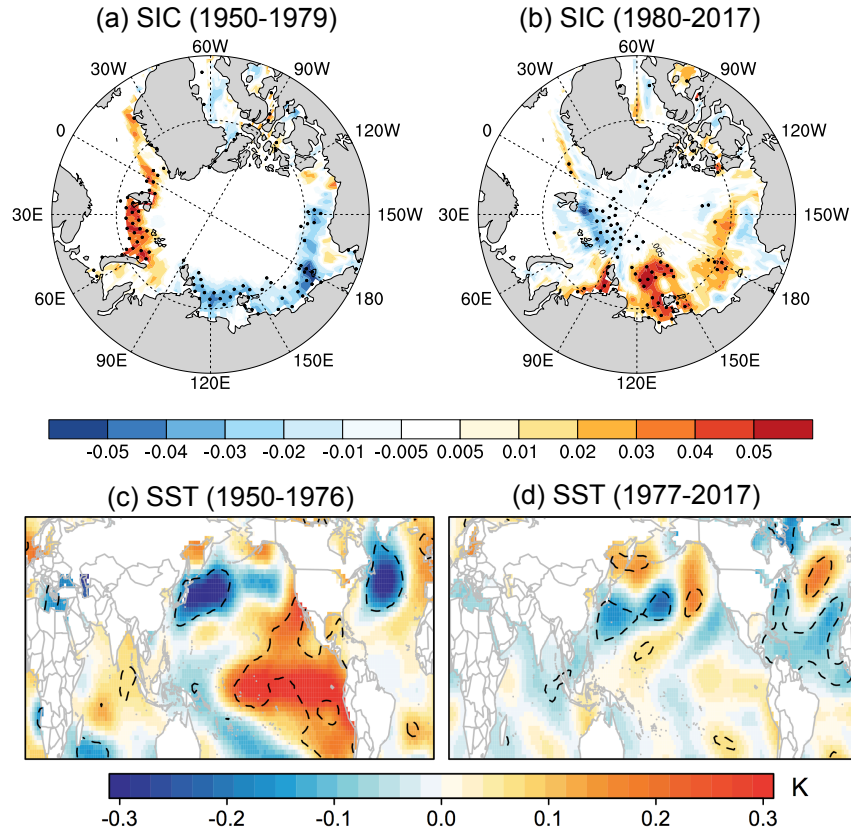 (a) SIC (1950-1979)
(b) SIC (1980-2017)
60W
30W
90W
0
120W
30E
150W
60E
180
90E
150E
120E
60W
30W
90W
0
120W
30E
150W
60E
180
90E
150E
120E
.005
-0.05 -0.04 -0.03 -0.02 -0.01 -0.005 0.005 0.01 0.02 0.03 0.04 0.05
(c) SST (1950-1976)
(d) SST (1977-2017)
-0.3 -0.2 -0.1 0.0 0.1 0.2 0.3 K